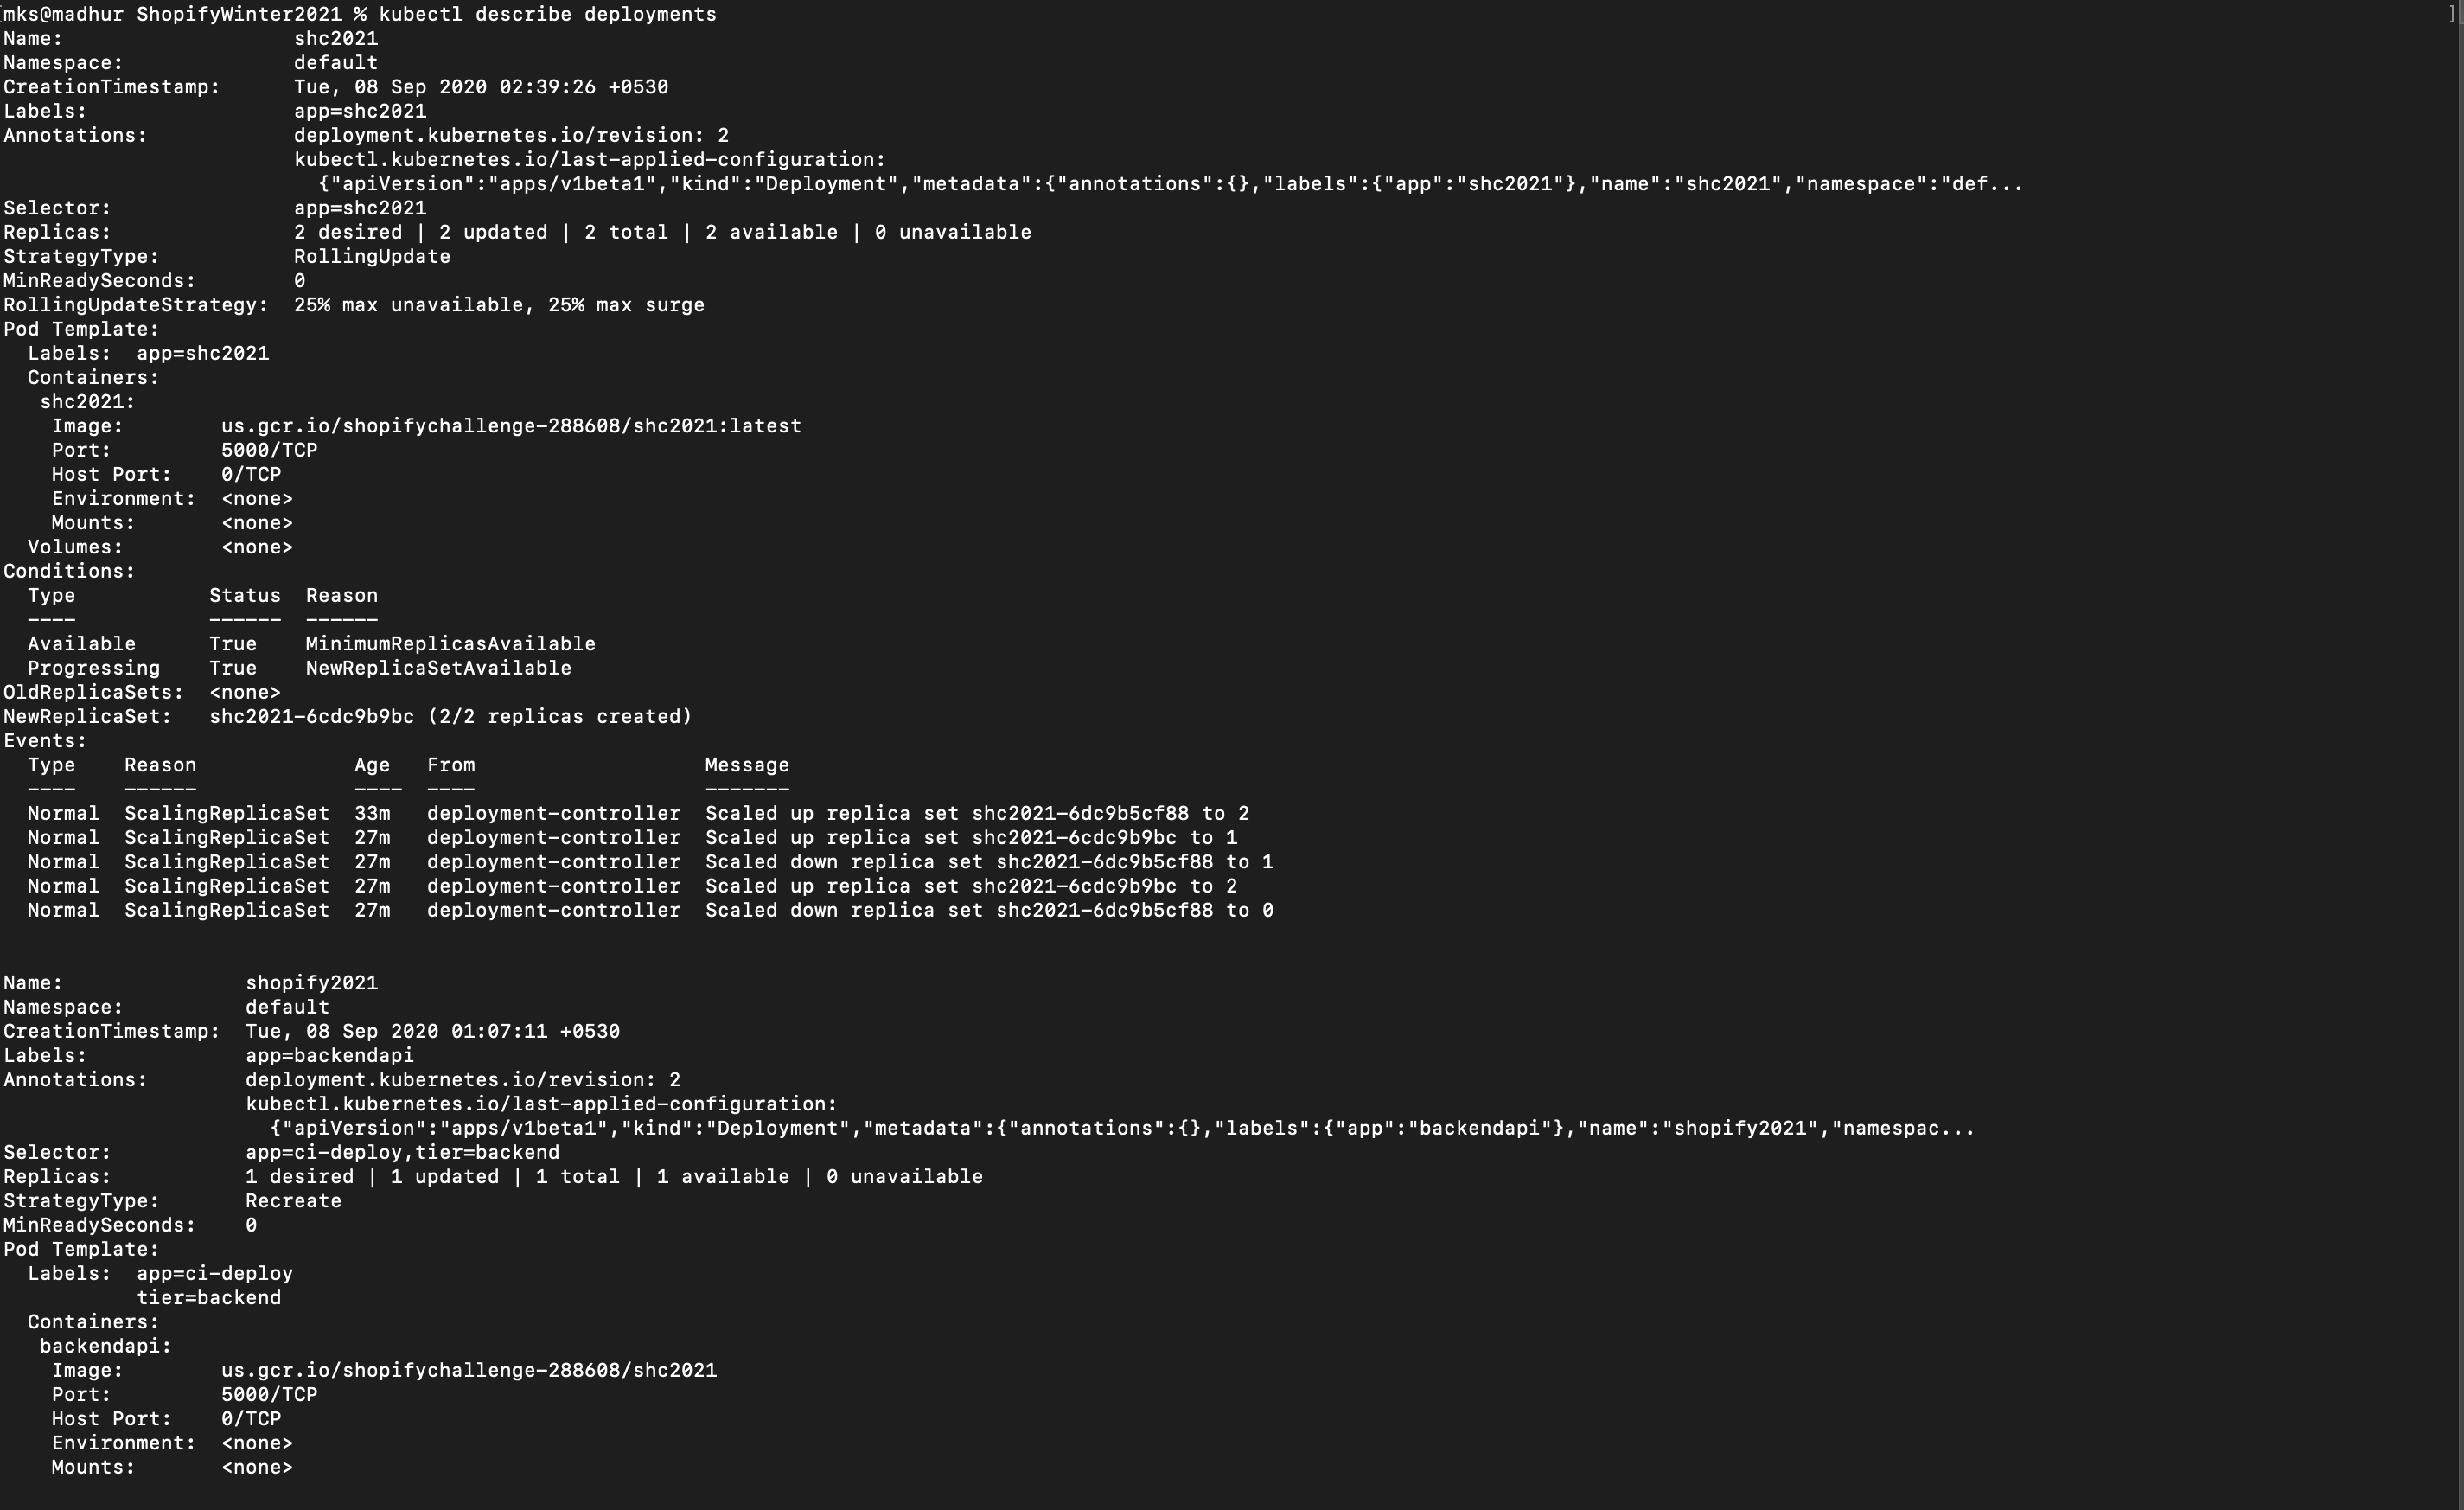 [mks@madhur ShopifyWinter2021 % kubectl describe deployments ]
Name:                   shc2021
Namespace:              default
CreationTimestamp:      Tue, 08 Sep 2020 02:39:26 +0530
Labels:                 app=shc2021
Annotations:            deployment.kubernetes.io/revision: 2
                        kubectl.kubernetes.io/last-applied-configuration:
                          {"apiVersion":"apps/v1beta1","kind":"Deployment","metadata":{"annotations":{},"labels":{"app":"shc2021"},"name":"shc2021","namespace":"def...
Selector:               app=shc2021
Replicas:               2 desired | 2 updated | 2 total | 2 available | 0 unavailable
StrategyType:           RollingUpdate
MinReadySeconds:        0
RollingUpdateStrategy:  25% max unavailable, 25% max surge
Pod Template:
  Labels:  app=shc2021
  Containers:
   shc2021:
    Image:        us.gcr.io/shopifychallenge-288608/shc2021:latest
    Port:         5000/TCP
    Host Port:    0/TCP
    Environment:  <none>
    Mounts:       <none>
  Volumes:        <none>
Conditions:
  Type           Status  Reason
  ----           ------  ------
  Available      True    MinimumReplicasAvailable
  Progressing    True    NewReplicaSetAvailable
OldReplicaSets:  <none>
NewReplicaSet:   shc2021-6cdc9b9bc (2/2 replicas created)
Events:
  Type    Reason             Age   From                   Message
  ----    ------             ----  ----                   -------
  Normal  ScalingReplicaSet  33m   deployment-controller  Scaled up replica set shc2021-6dc9b5cf88 to 2
  Normal  ScalingReplicaSet  27m   deployment-controller  Scaled up replica set shc2021-6cdc9b9bc to 1
  Normal  ScalingReplicaSet  27m   deployment-controller  Scaled down replica set shc2021-6dc9b5cf88 to 1
  Normal  ScalingReplicaSet  27m   deployment-controller  Scaled up replica set shc2021-6cdc9b9bc to 2
  Normal  ScalingReplicaSet  27m   deployment-controller  Scaled down replica set shc2021-6dc9b5cf88 to 0
Name:               shopify2021
Namespace:          default
CreationTimestamp:  Tue, 08 Sep 2020 01:07:11 +0530
Labels:             app=backendapi
Annotations:        deployment.kubernetes.io/revision: 2
                    kubectl.kubernetes.io/last-applied-configuration:
                      {"apiVersion":"apps/v1beta1","kind":"Deployment","metadata":{"annotations":{},"labels":{"app":"backendapi"},"name":"shopify2021","namespac...
Selector:           app=ci-deploy,tier=backend
Replicas:           1 desired | 1 updated | 1 total | 1 available | 0 unavailable
StrategyType:       Recreate
MinReadySeconds:    0
Pod Template:
  Labels:  app=ci-deploy
           tier=backend
  Containers:
   backendapi:
    Image:        us.gcr.io/shopifychallenge-288608/shc2021
    Port:         5000/TCP
    Host Port:    0/TCP
    Environment:  <none>
    Mounts:       <none>